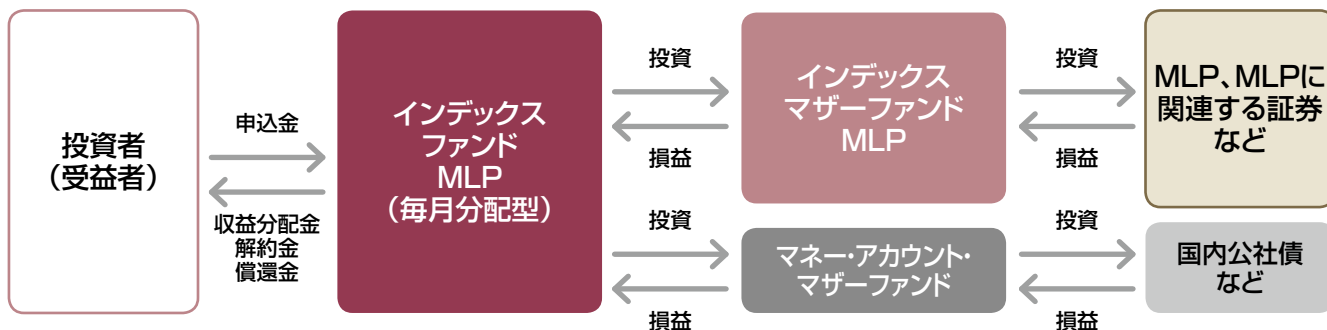 投資者
（受益者）
申込金
収益分配金
解約金
償還金
インデックス
ファンド
MLP
（毎月分配型）
投資
損益
インデックス
マザーファンド
MLP
投資
損益
MLP、MLPに
関連する証券
など
投資
損益
マネー・アカウント・
マザーファンド
投資
損益
国内公社債
など